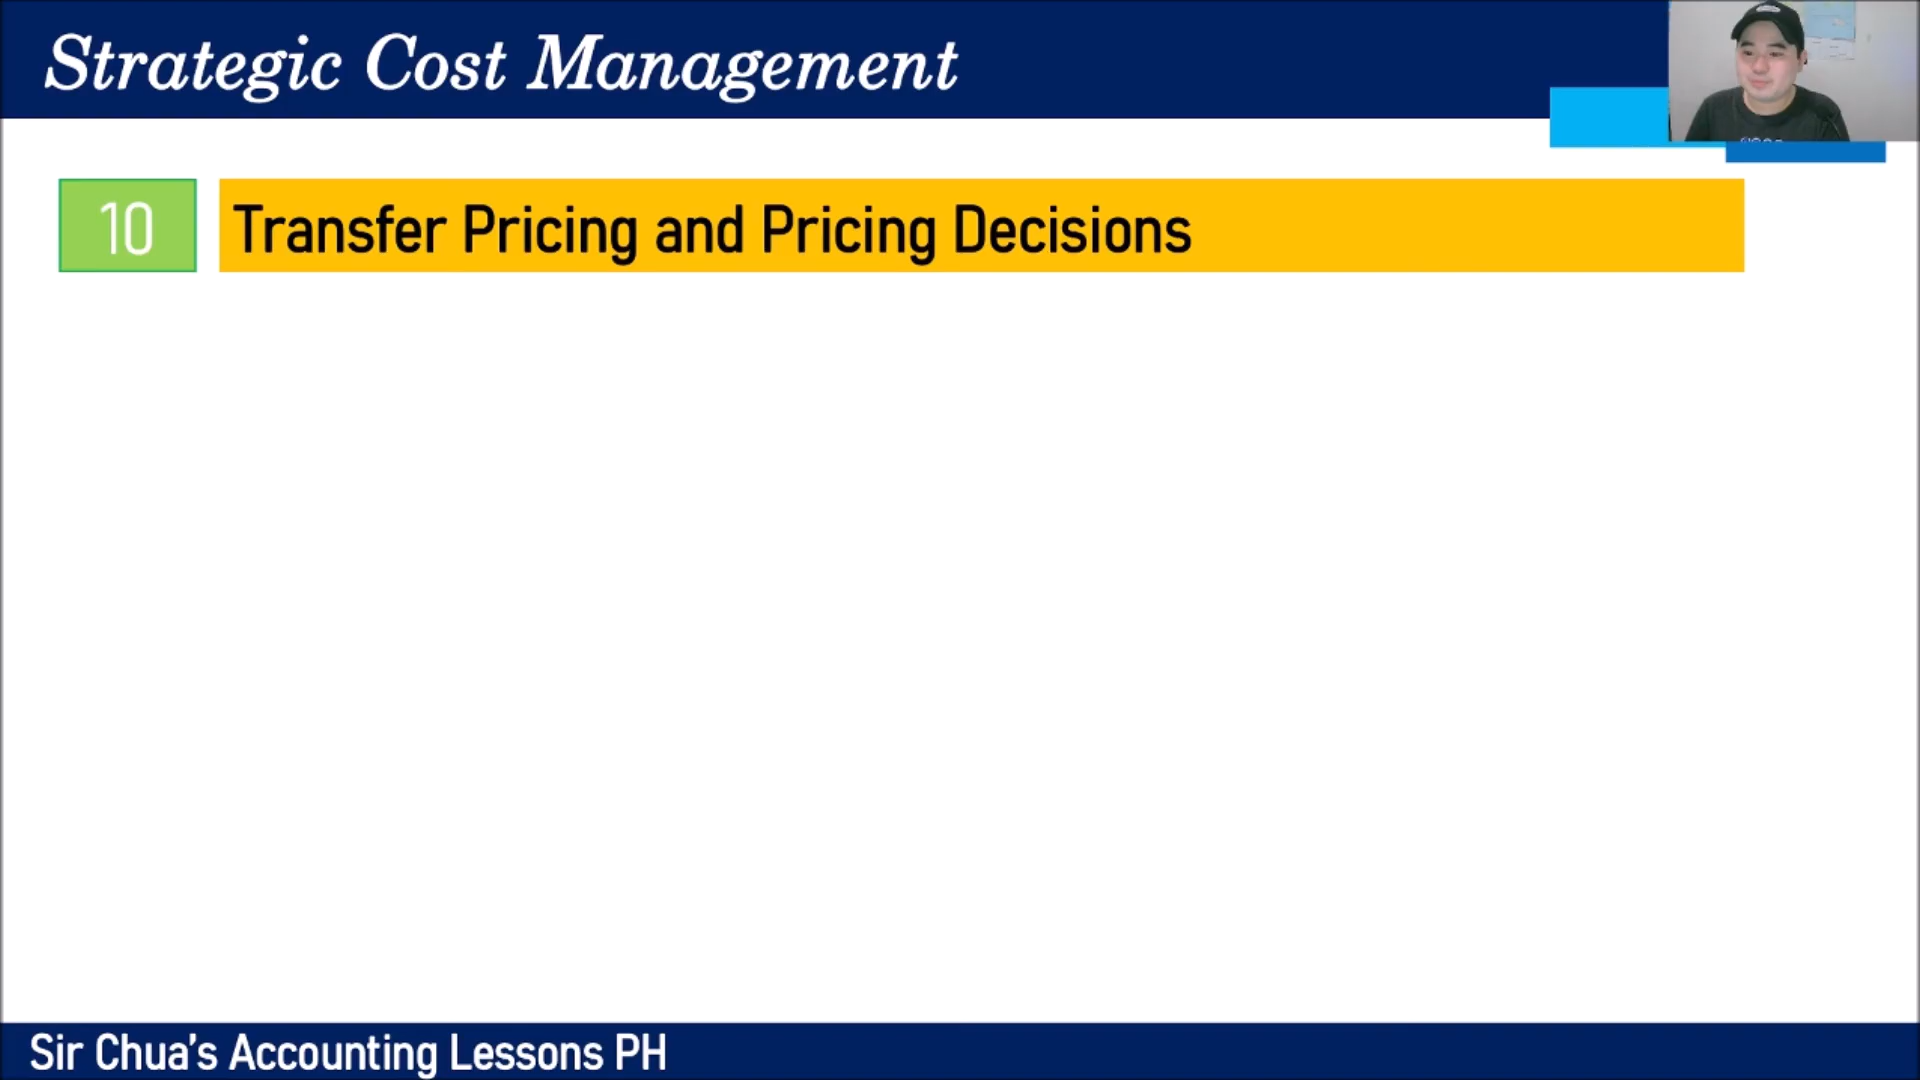 Strategic Cost Management
10
Transfer Pricing and Pricing Decisions
Sir Chua's Accounting Lessons PH